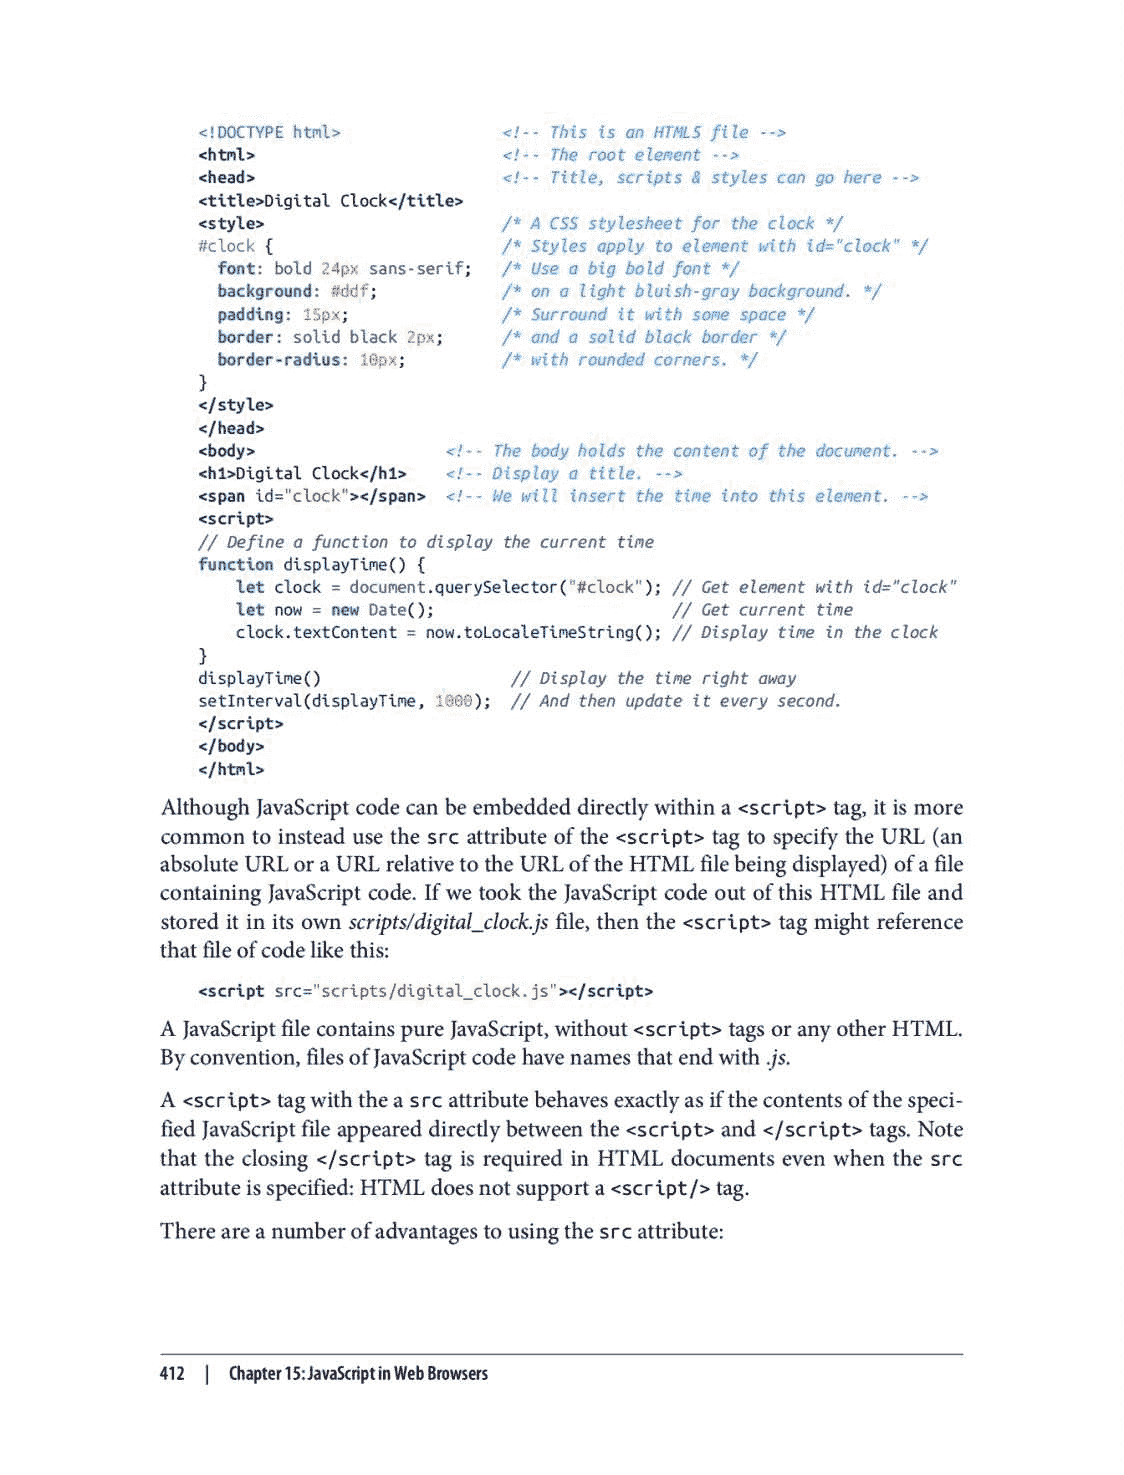 <!DOCTYPE html> <!-- This is an HTML5 file -->
<html> <!-- The root element -->
<head> <!-- Title, scripts & styles can go here -->
<title>Digital Clock</title>
<style> /* A CSS stylesheet for the clock */
#clock { /* Styles apply to element with id="clock" */
font: bold 24px sans-serif; /* Use a big bold font */
background: #ddf; /* on a light bluish-gray background. */
padding: 15px; /* Surround it with some space */
border: solid black 2px; /* and a solid black border */
border-radius: 10px; /* with rounded corners. */
}
</style>
</head>
<body> <!-- The body holds the content of the document. -->
<h1>Digital Clock</h1> <!-- Display a title. -->
<span id="clock"></span> <!-- We will insert the time into this element. -->
<script>
// Define a function to display the current time
function displayTime() {
let clock = document.querySelector("#clock"); // Get element with id="clock"
let now = new Date(); // Get current time
clock.textContent = now.toLocaleTimeString(); // Display time in the clock
}
displayTime() // Display the time right away
setInterval(displayTime, 1000); // And then update it every second.
</script>
</body>
</html>
Although JavaScript code can be embedded directly within a <script> tag, it is more
common to instead use the src attribute of the <script> tag to specify the URL (an
absolute URL or a URL relative to the URL of the HTML file being displayed) of a file
containing JavaScript code. If we took the JavaScript code out of this HTML file and
stored it in its own scripts/digital_clock.js file, then the <script> tag might reference
that file of code like this:
<script src="scripts/digital_clock.js"></script>
A JavaScript file contains pure JavaScript, without <script> tags or any other HTML.
By convention, files of JavaScript code have names that end with .js.
A <script> tag with the a src attribute behaves exactly as if the contents of the speci-
fied JavaScript file appeared directly between the <script> and </script> tags. Note
that the closing </script> tag is required in HTML documents even when the src
attribute is specified: HTML does not support a <script/> tag.
There are a number of advantages to using the src attribute:
412 | Chapter 15: JavaScript in Web Browsers